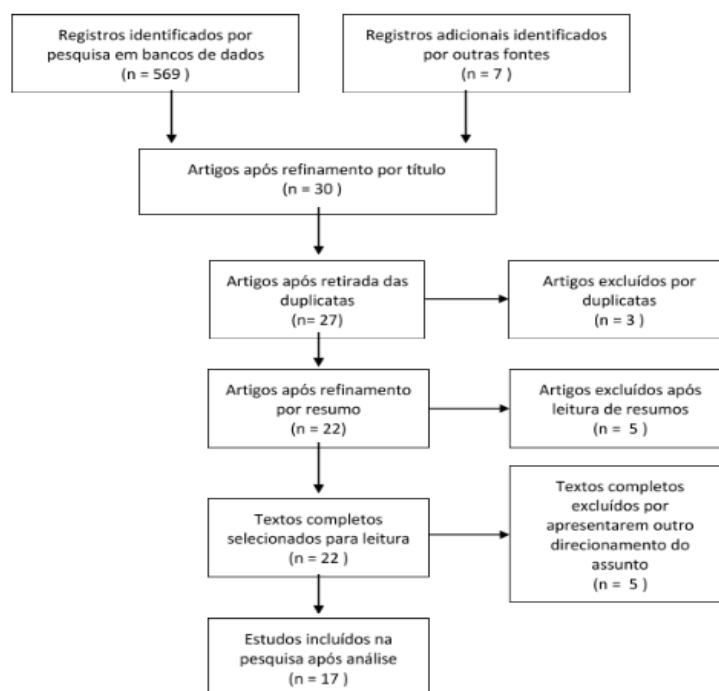 Registros identificados por
pesquisa em bancos de dados
(n = 569 )
Registros adicionais identificados
por outras fontes
(n = 7 )
Artigos após refinamento por título
(n = 30 )
Artigos após retirada das
duplicatas
(n= 27)
Artigos excluídos por
duplicatas
(n = 3 )
Artigos após refinamento
por resumo
(n = 22)
Artigos excluídos após
leitura de resumos
(n = 5 )
Textos completos
selecionados para leitura
(n = 22 )
Textos completos
excluídos por
apresentarem outro
direcionamento do
assunto
(n = 5 )
Estudos incluídos na
pesquisa após análise
(n = 17 )